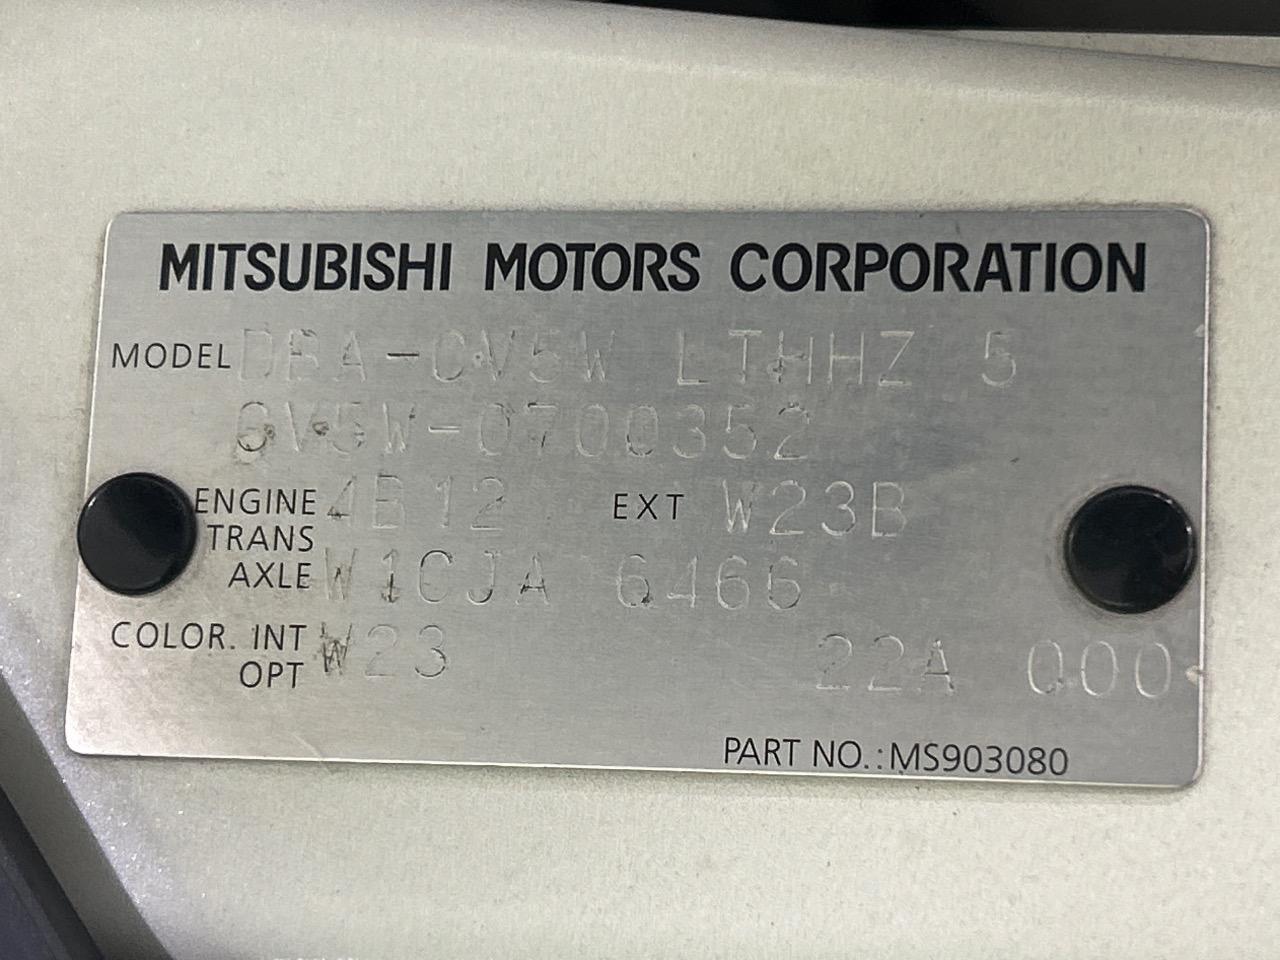 MITSUBISHI MOTORS CORPORATION
MODEL DBA-CV5W LTHHZ 5
CV5W-0700352
ENGINE 4B12 EXT W23B
TRANS
AXLE W1CJA 6466
COLOR. INT W23 22A 000
OPT
PART NO.:MS903080